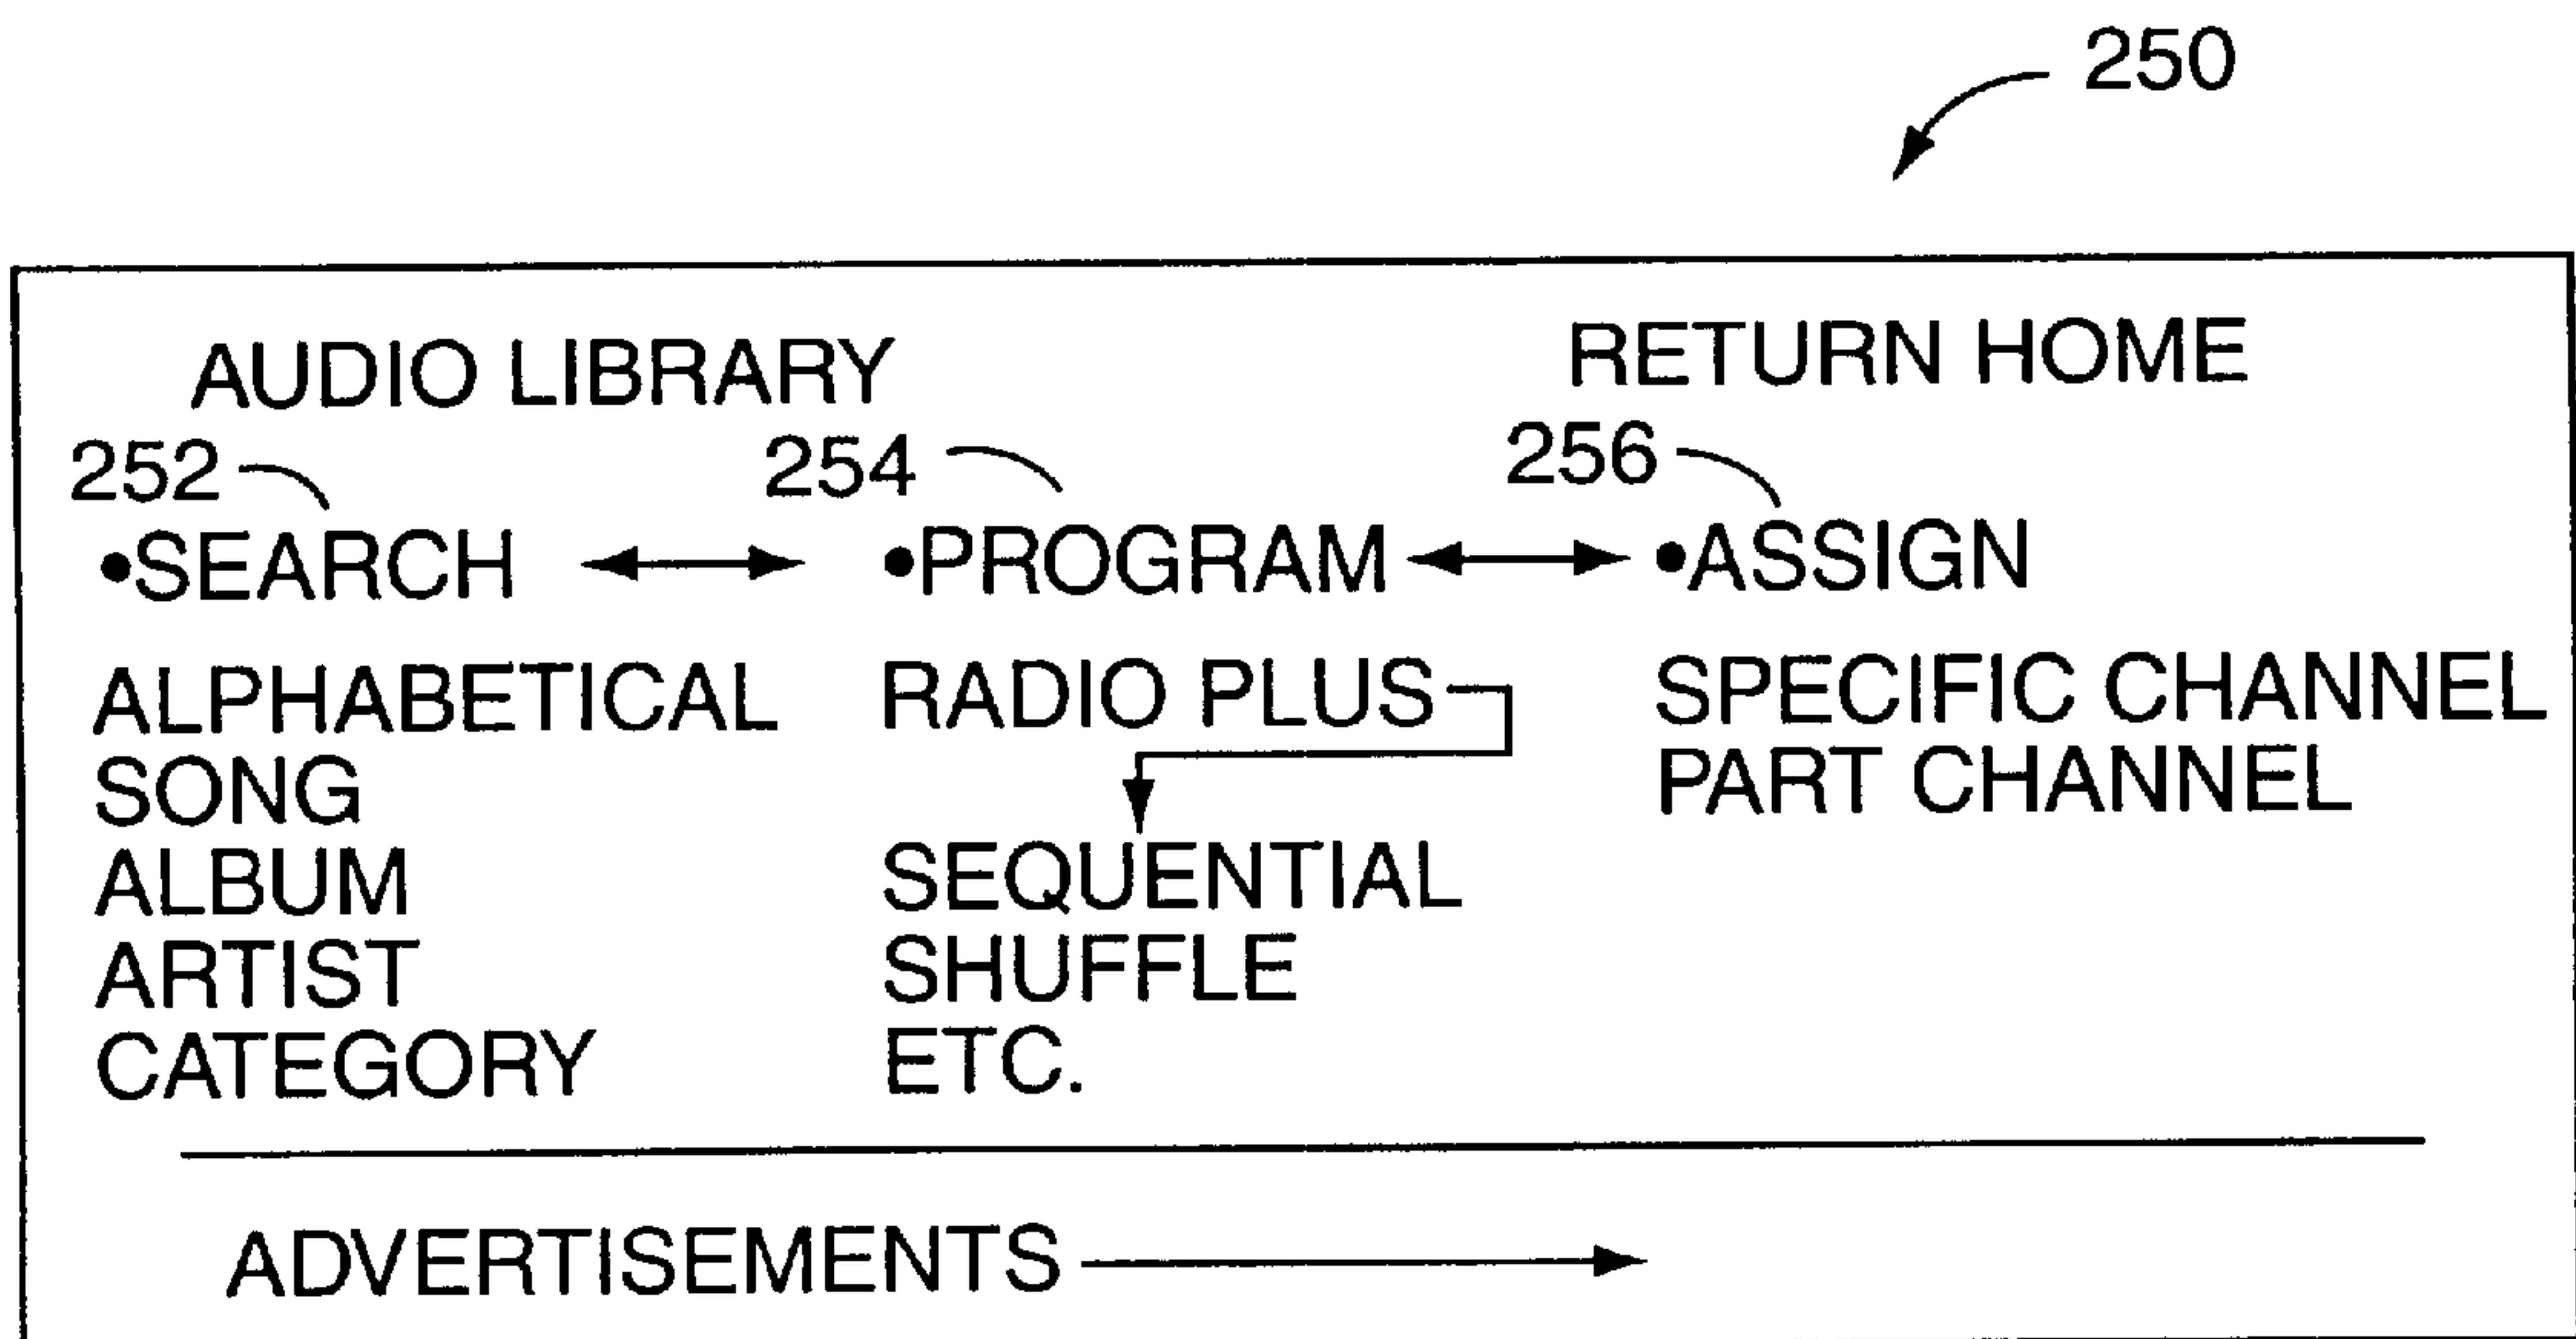 250
AUDIO LIBRARY RETURN HOME
252 254 256
•SEARCH •PROGRAM •ASSIGN
ALPHABETICAL RADIO PLUS SPECIFIC CHANNEL
SONG PART CHANNEL
ALBUM SEQUENTIAL
ARTIST SHUFFLE
CATEGORY ETC.
ADVERTISEMENTS